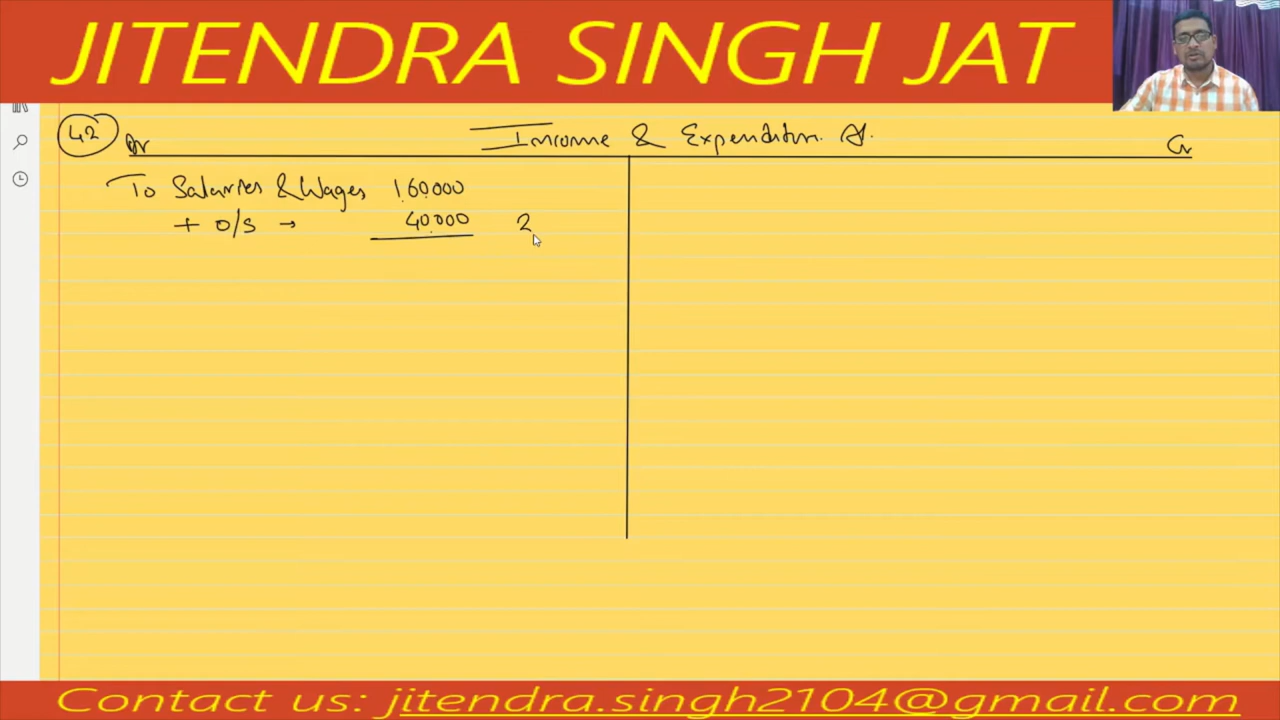 JITENDRA SINGH JAT
42 Dr Income & Expenditure A/c. Cr
To Salaries & Wages 1,60,000
+ O/S → 40,000 2
Contact us: jitendra.singh2104@gmail.com